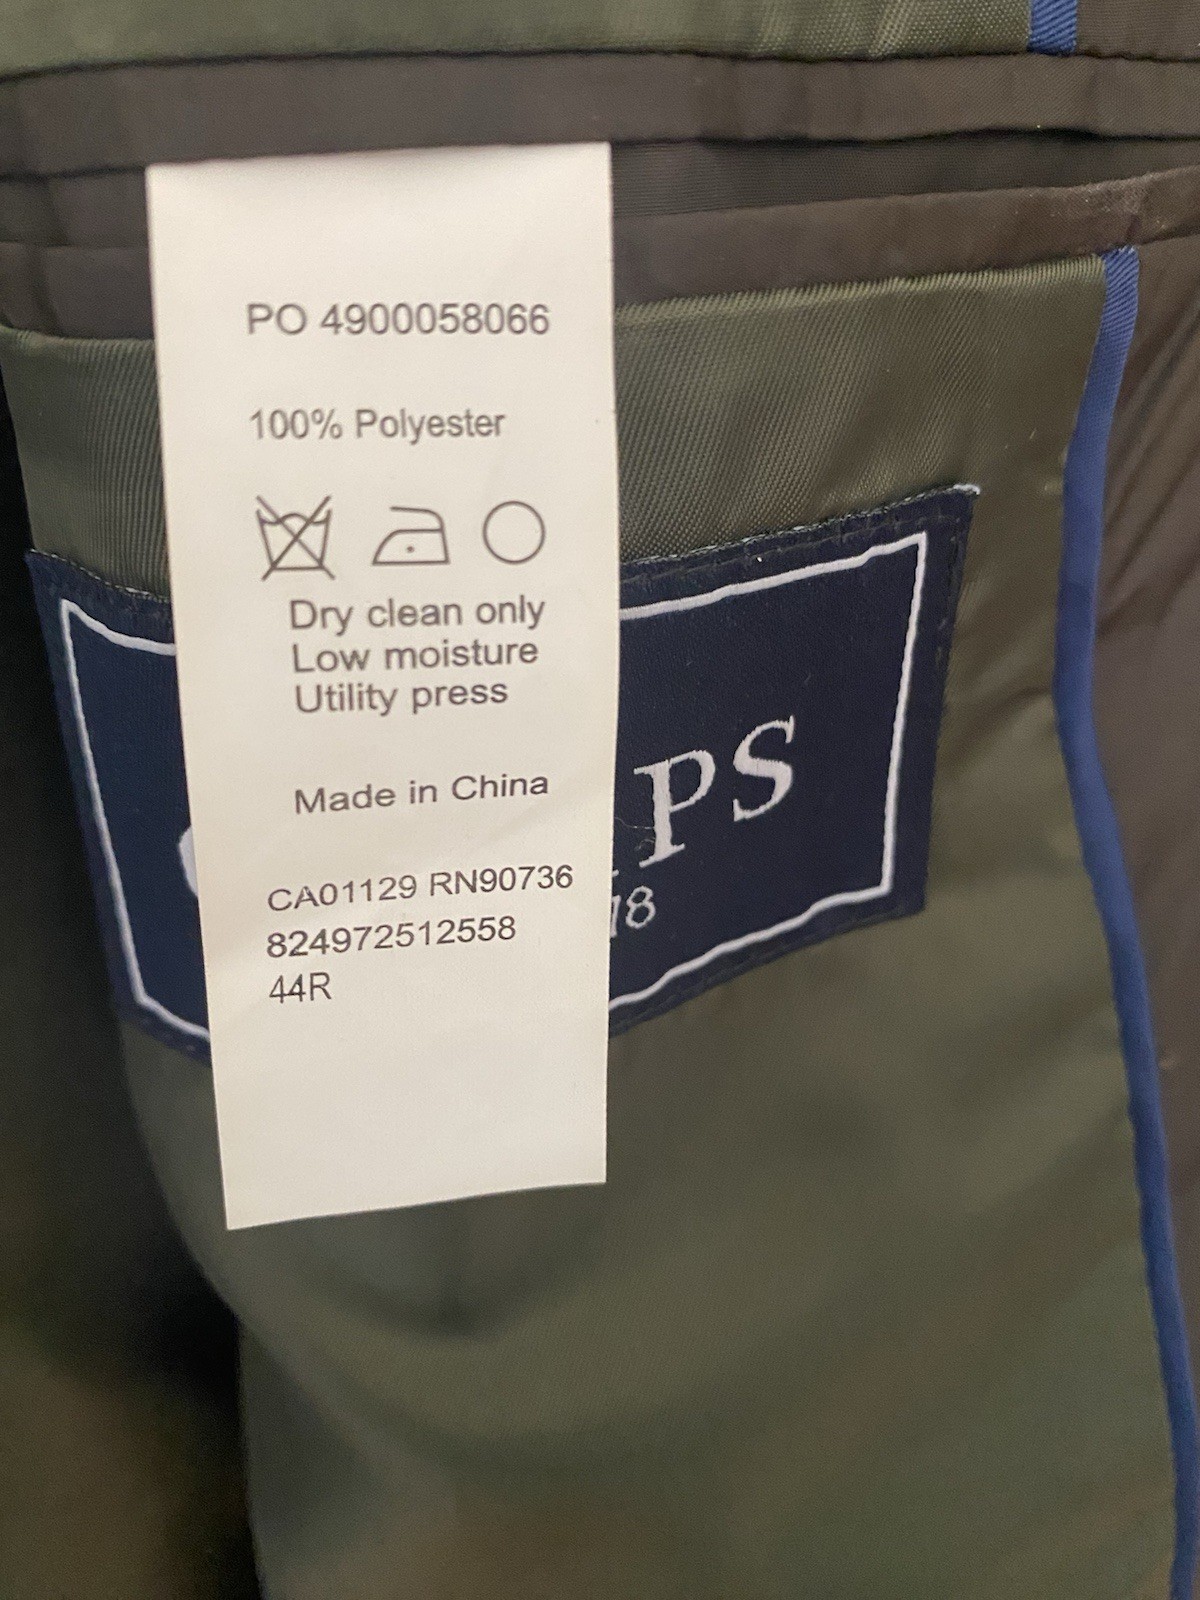 PO 4900058066
100% Polyester
Dry clean only
Low moisture
Utility press
Made in China
CA01129 RN90736
824972512558
44R
PS
78